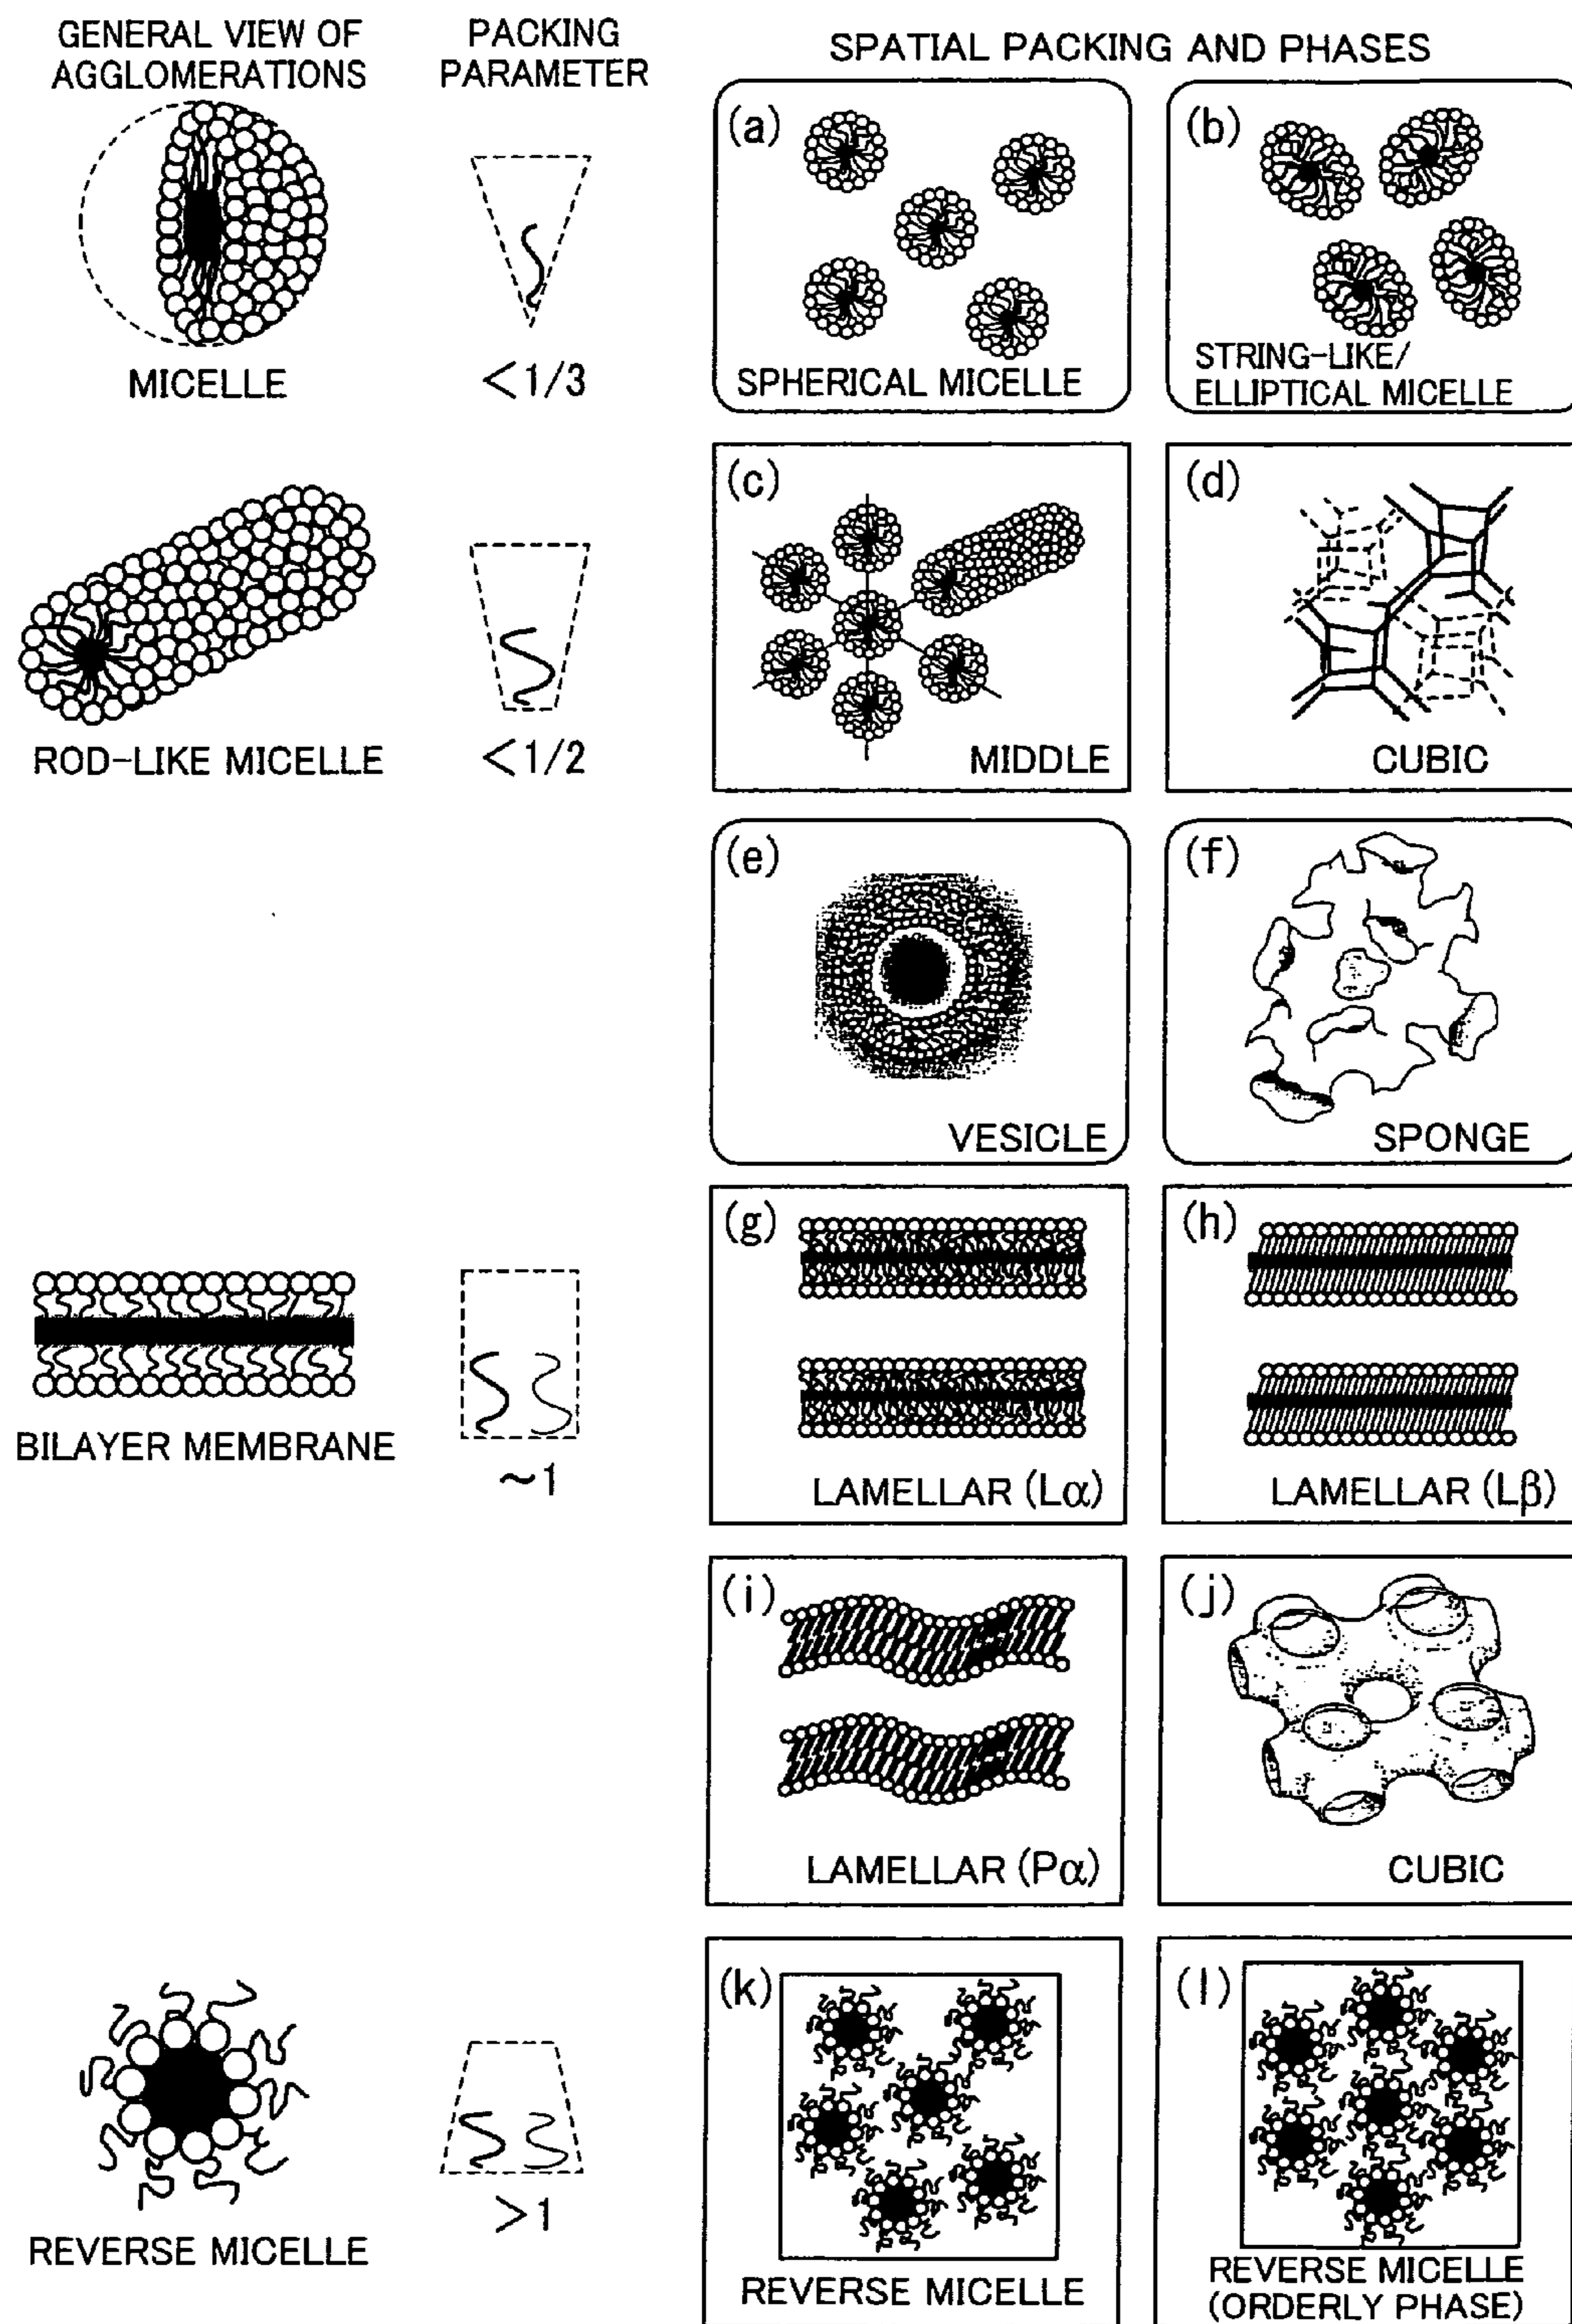 GENERAL VIEW OF
AGGLOMERATIONS
PACKING
PARAMETER
SPATIAL PACKING AND PHASES
MICELLE
<1/3
(a)
SPHERICAL MICELLE
(b)
STRING-LIKE/
ELLIPTICAL MICELLE
ROD-LIKE MICELLE
<1/2
(c)
MIDDLE
(d)
CUBIC
(e)
VESICLE
(f)
SPONGE
BILAYER MEMBRANE
~1
(g)
LAMELLAR (Lα)
(h)
LAMELLAR (Lβ)
(i)
LAMELLAR (Pα)
(j)
CUBIC
REVERSE MICELLE
>1
(k)
REVERSE MICELLE
(l)
REVERSE MICELLE
(ORDERLY PHASE)